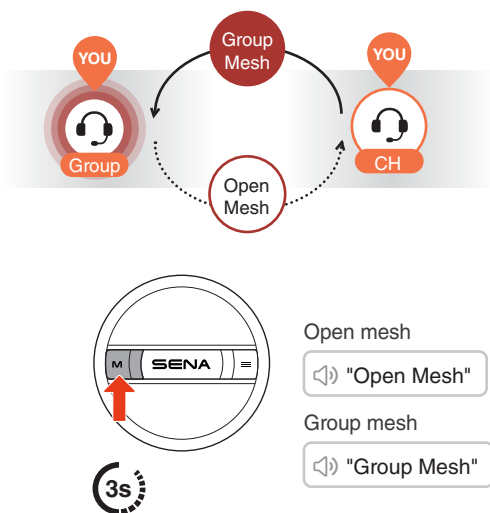 Group
Mesh
YOU
YOU
Group
CH
Open
Mesh
M
SENA
Open mesh
"Open Mesh"
Group mesh
"Group Mesh"
3s